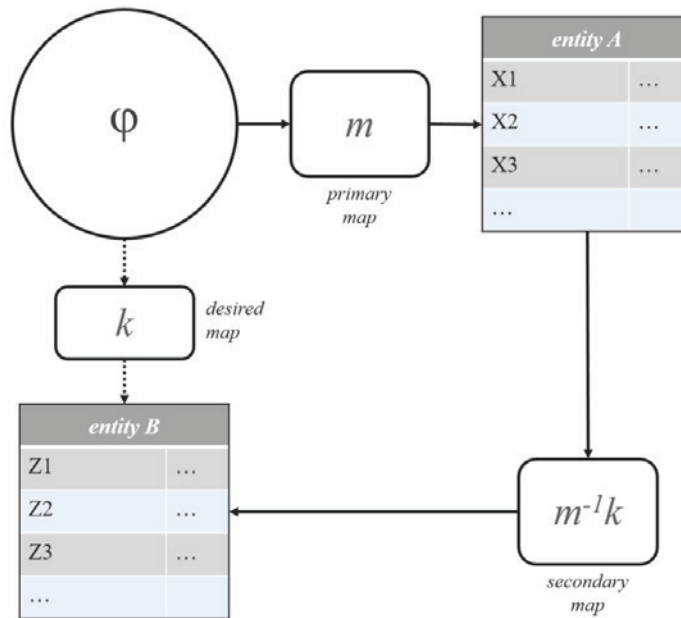 φ
m
primary
map
entity A
X1 …
X2 …
X3 …
…
k
desired
map
entity B
Z1 …
Z2 …
Z3 …
…
m⁻¹k
secondary
map